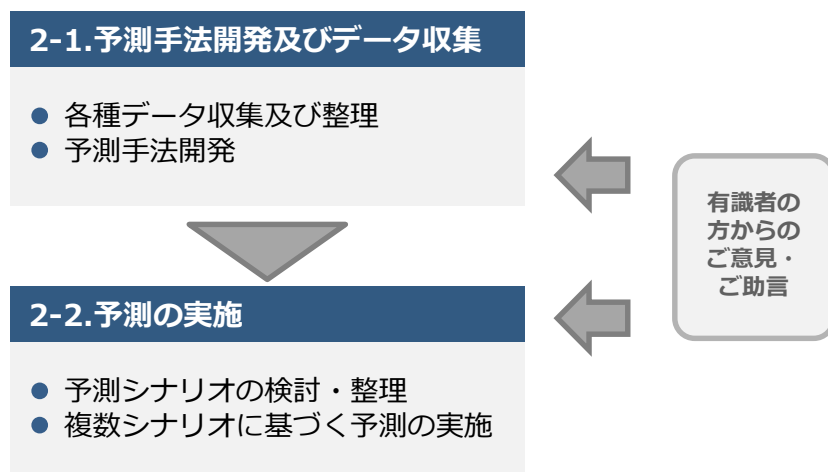 2-1.予測手法開発及びデータ収集
● 各種データ収集及び整理
● 予測手法開発
2-2.予測の実施
● 予測シナリオの検討・整理
● 複数シナリオに基づく予測の実施
有識者の
方からの
ご意見・
ご助言